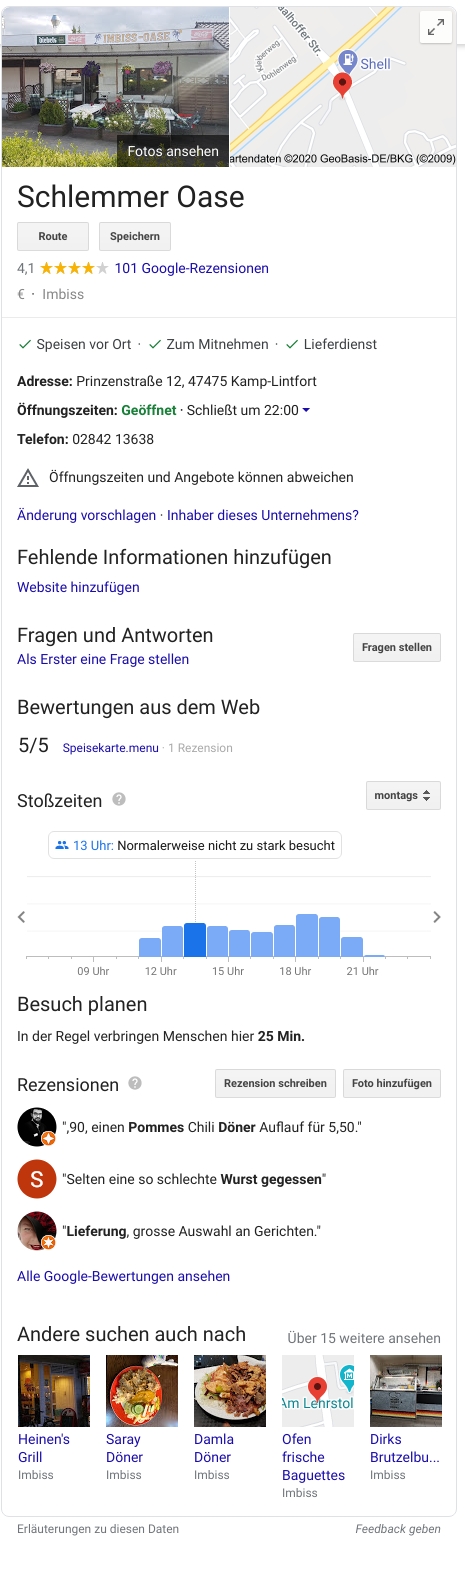 Diebels IMBISS-OASE
aalhoffer Str.
Kleberweg
Dohlenweg
Shell
Fotos ansehen
artendaten ©2020 GeoBasis-DE/BKG (©2009)
Schlemmer Oase
Route Speichern
4,1 101 Google-Rezensionen
€ · Imbiss
Speisen vor Ort · Zum Mitnehmen · Lieferdienst
Adresse: Prinzenstraße 12, 47475 Kamp-Lintfort
Öffnungszeiten: Geöffnet · Schließt um 22:00
Telefon: 02842 13638
Öffnungszeiten und Angebote können abweichen
Änderung vorschlagen · Inhaber dieses Unternehmens?
Fehlende Informationen hinzufügen
Website hinzufügen
Fragen und Antworten
Als Erster eine Frage stellen
Fragen stellen
Bewertungen aus dem Web
5/5 Speisekarte.menu · 1 Rezension
Stoßzeiten ? montags
13 Uhr: Normalerweise nicht zu stark besucht
09 Uhr 12 Uhr 15 Uhr 18 Uhr 21 Uhr
Besuch planen
In der Regel verbringen Menschen hier 25 Min.
Rezensionen ? Rezension schreiben Foto hinzufügen
",90, einen Pommes Chili Döner Auflauf für 5,50."
S "Selten eine so schlechte Wurst gegessen"
"Lieferung, grosse Auswahl an Gerichten."
Alle Google-Bewertungen ansehen
Andere suchen auch nach Über 15 weitere ansehen
Am Lehrstol
Heinen's
Grill
Imbiss
Saray
Döner
Imbiss
Damla
Döner
Imbiss
Ofen
frische
Baguettes
Imbiss
Dirks
Brutzelbu...
Imbiss
Erläuterungen zu diesen Daten Feedback geben